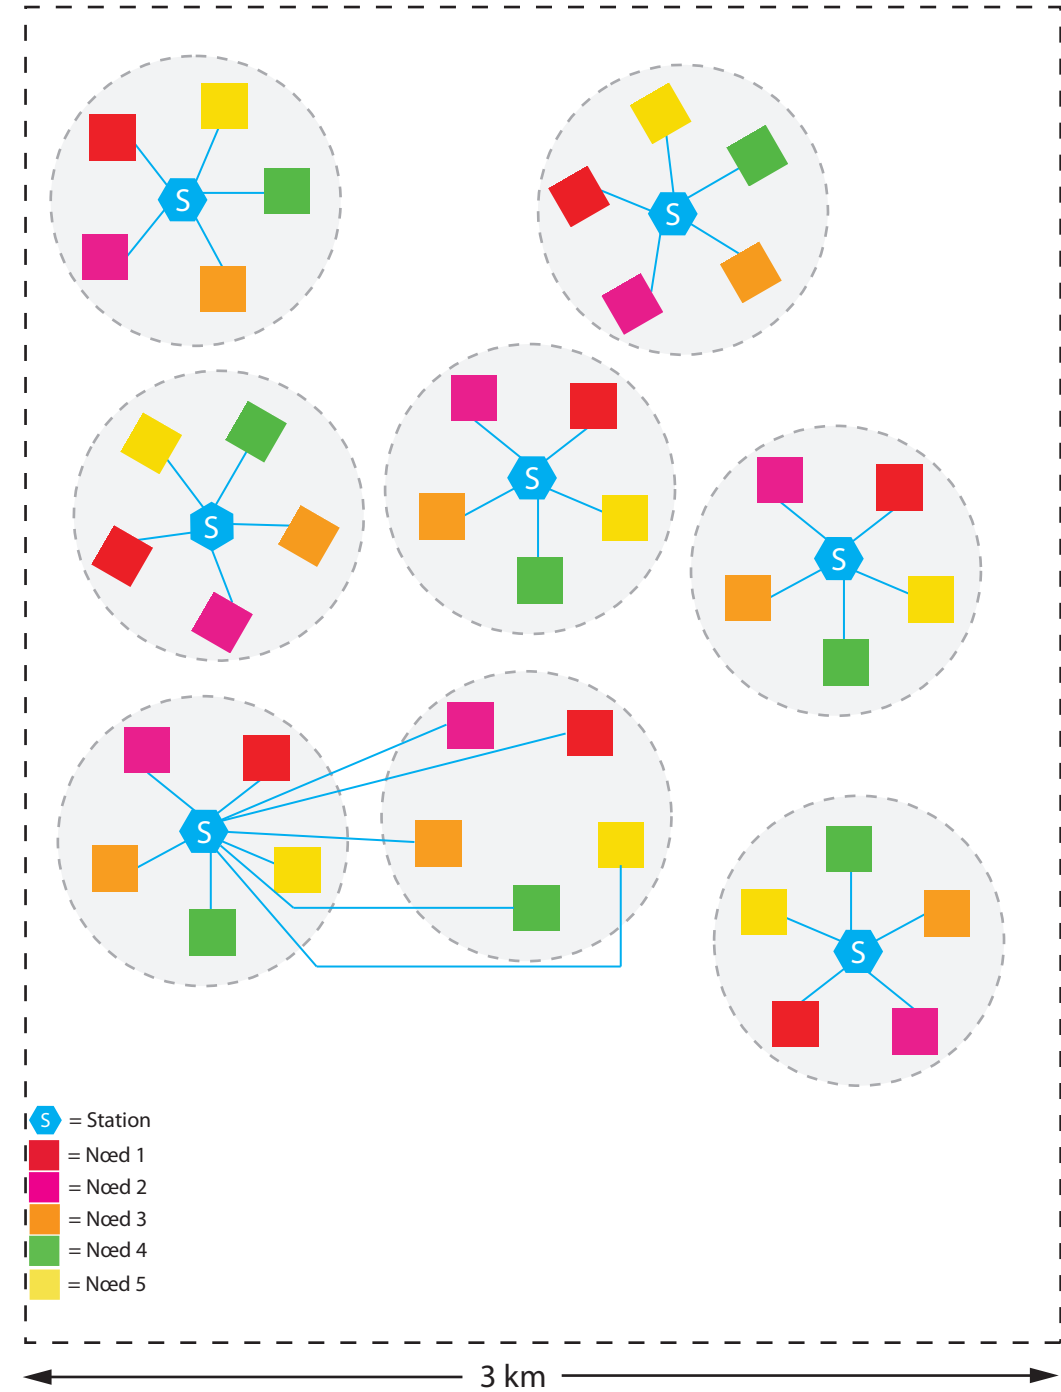 S
S
S
S
S
S
S
S = Station
= Nœd 1
= Nœd 2
= Nœd 3
= Nœd 4
= Nœd 5
3 km